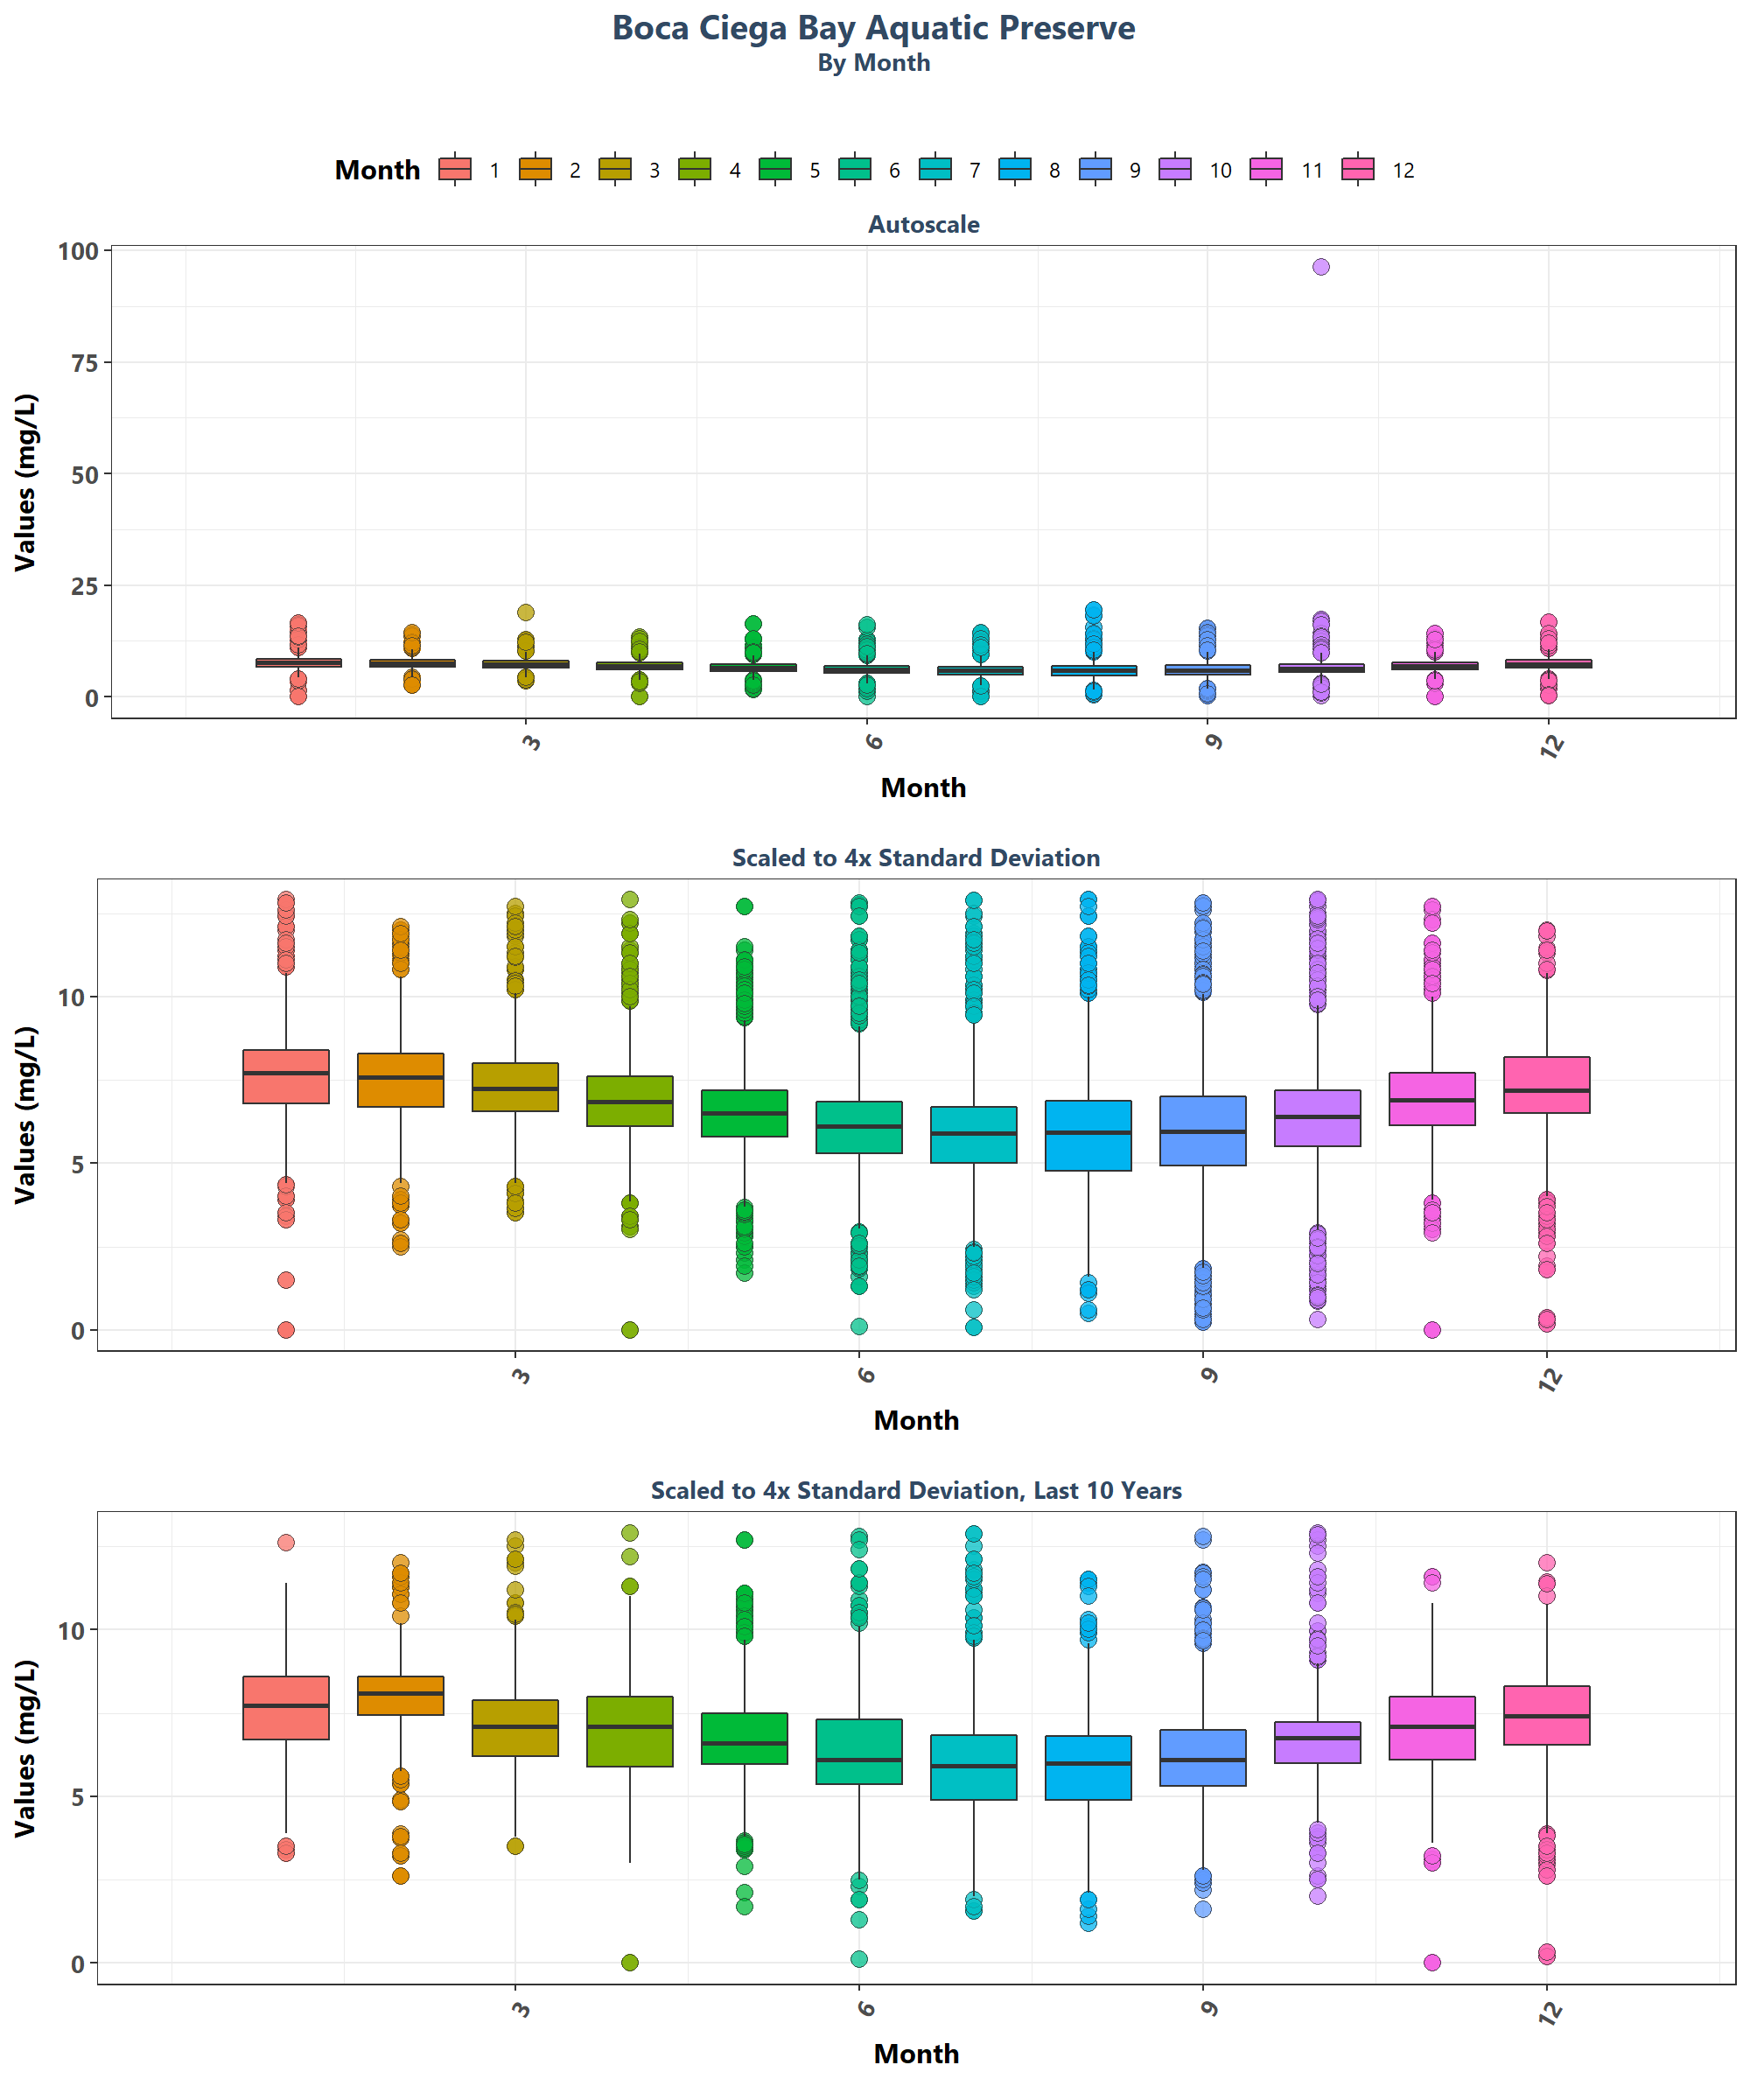 Boca Ciega Bay Aquatic Preserve
By Month
Month 1 2 3 4 5 6 7 8 9 10 11 12
Autoscale
Values (mg/L)
100
75
50
25
0
3 6 9 12
Month
Scaled to 4x Standard Deviation
Values (mg/L)
10
5
0
3 6 9 12
Month
Scaled to 4x Standard Deviation, Last 10 Years
Values (mg/L)
10
5
0
3 6 9 12
Month